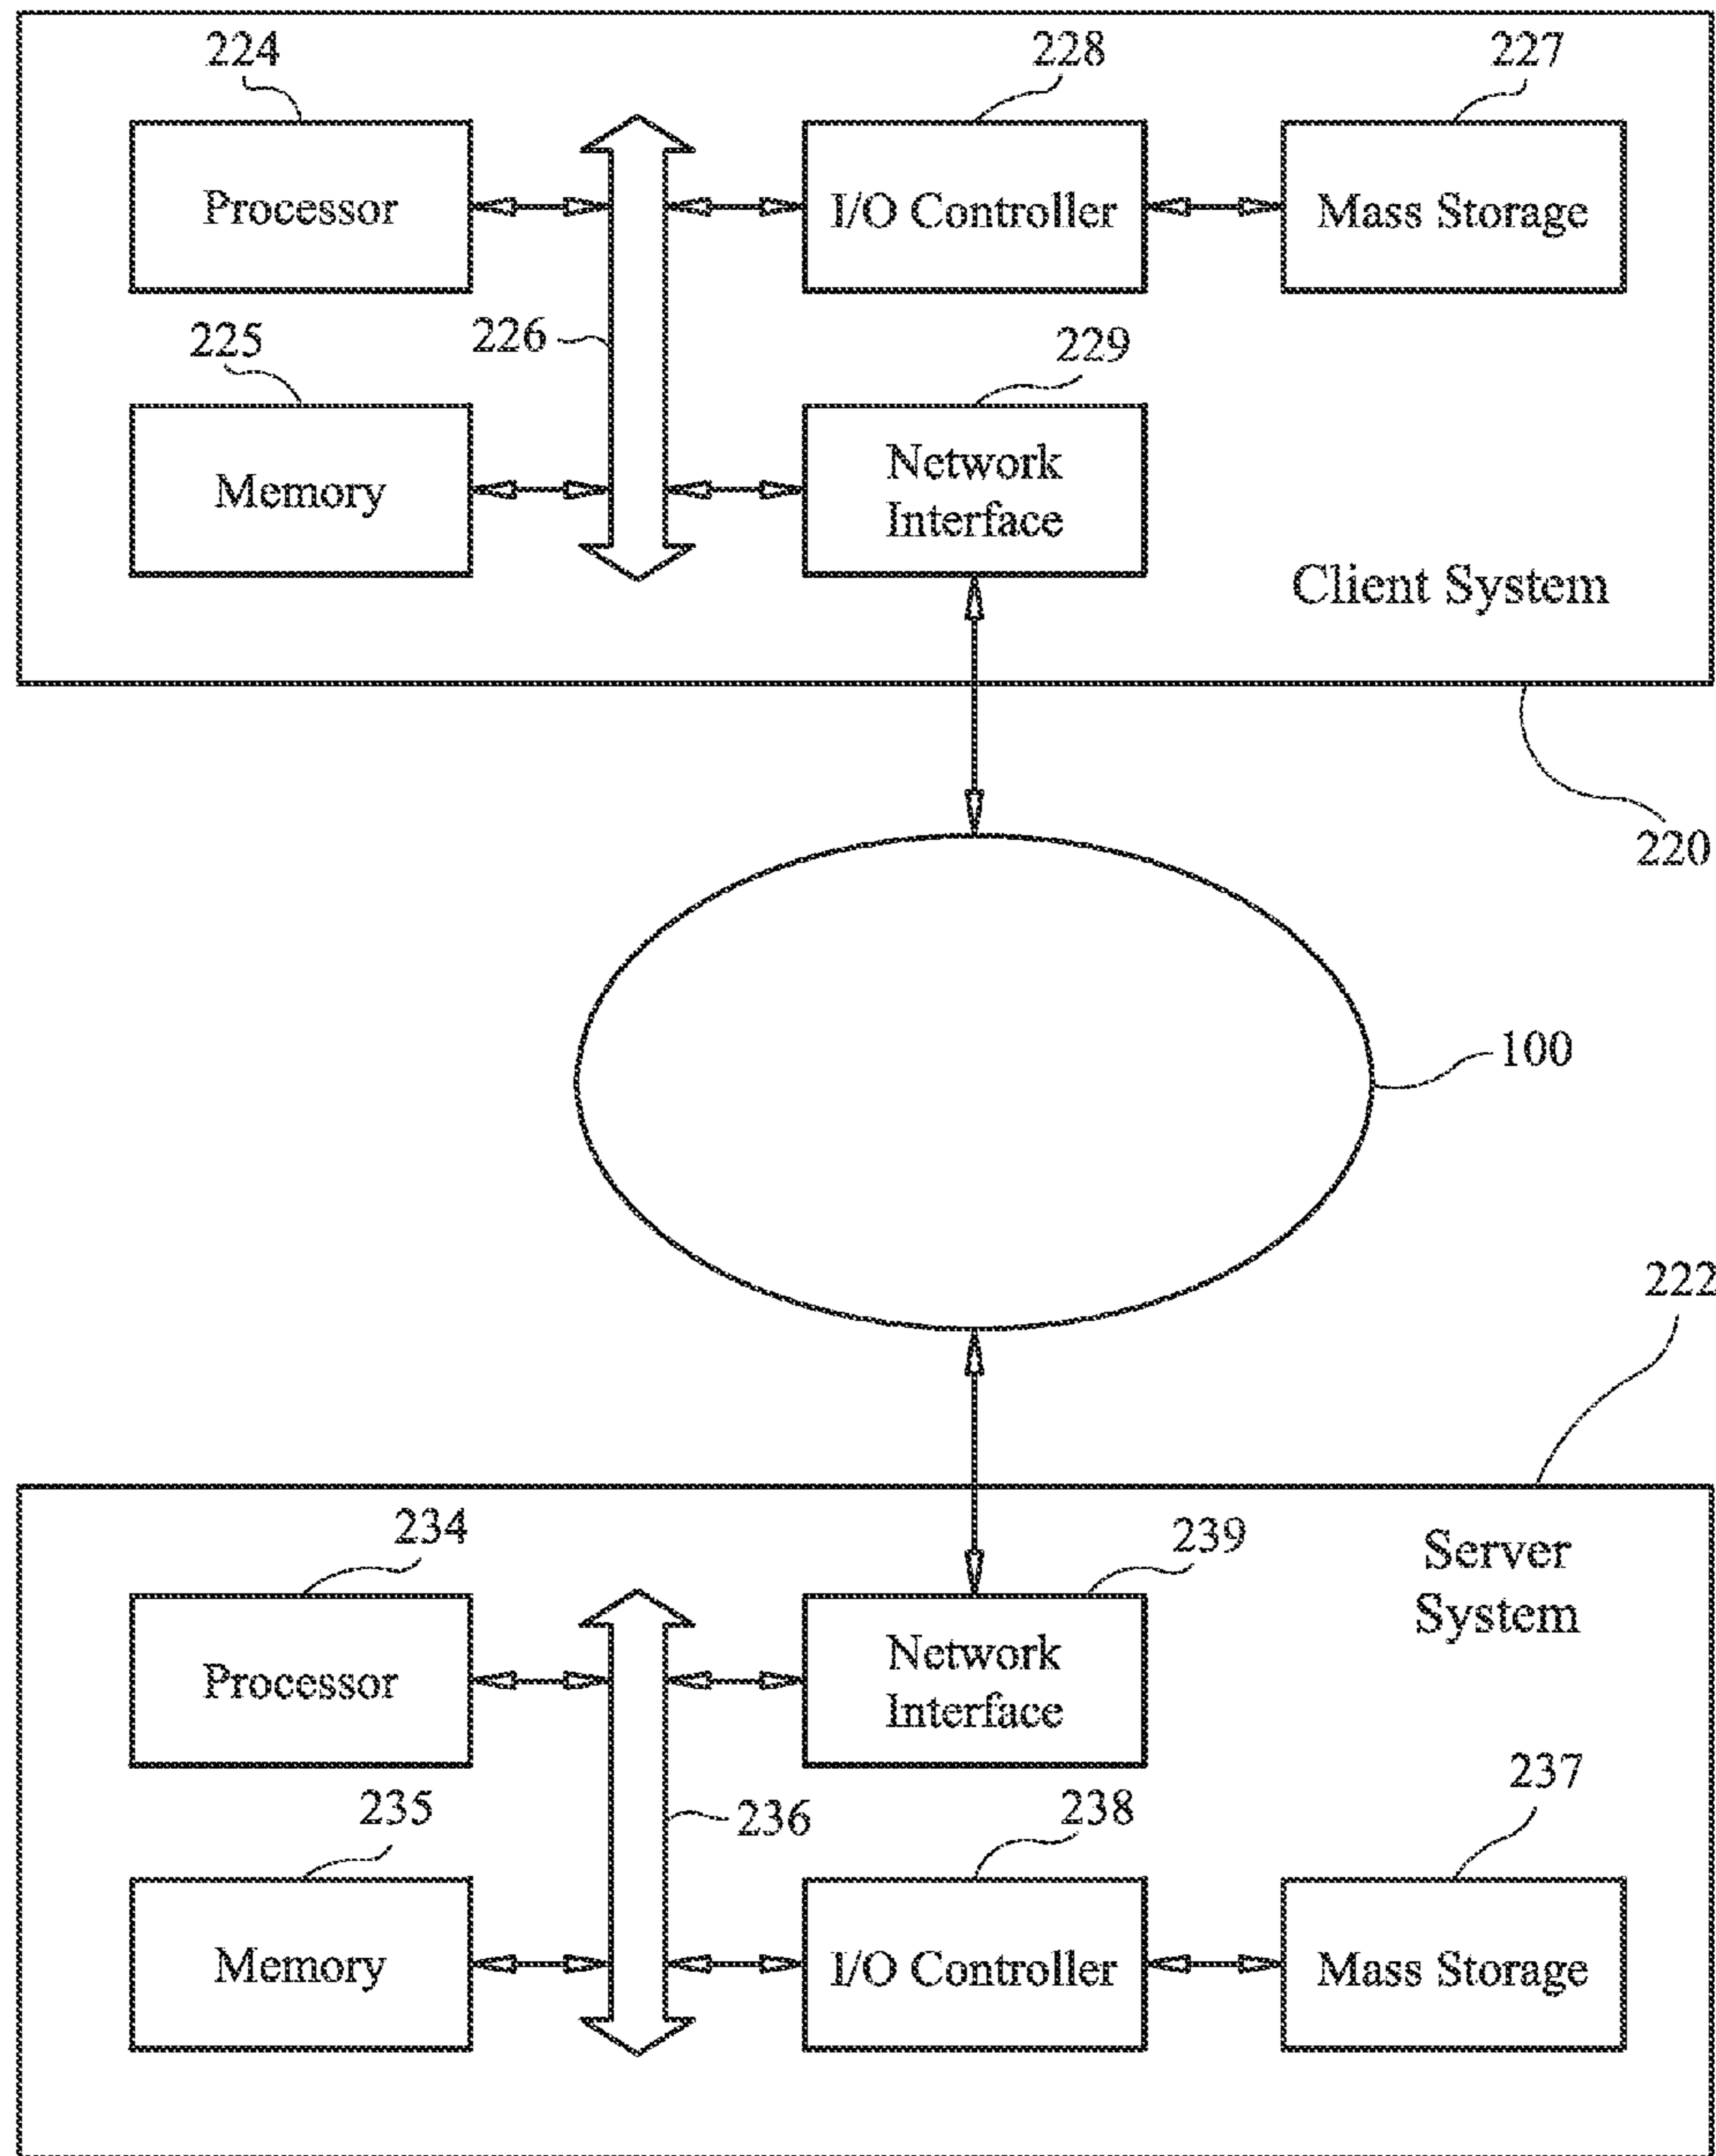 224
228
227
Processor
I/O Controller
Mass Storage
225
226
229
Memory
Network
Interface
Client System
220
100
222
234
239
Server
System
Processor
Network
Interface
235
236
238
237
Memory
I/O Controller
Mass Storage